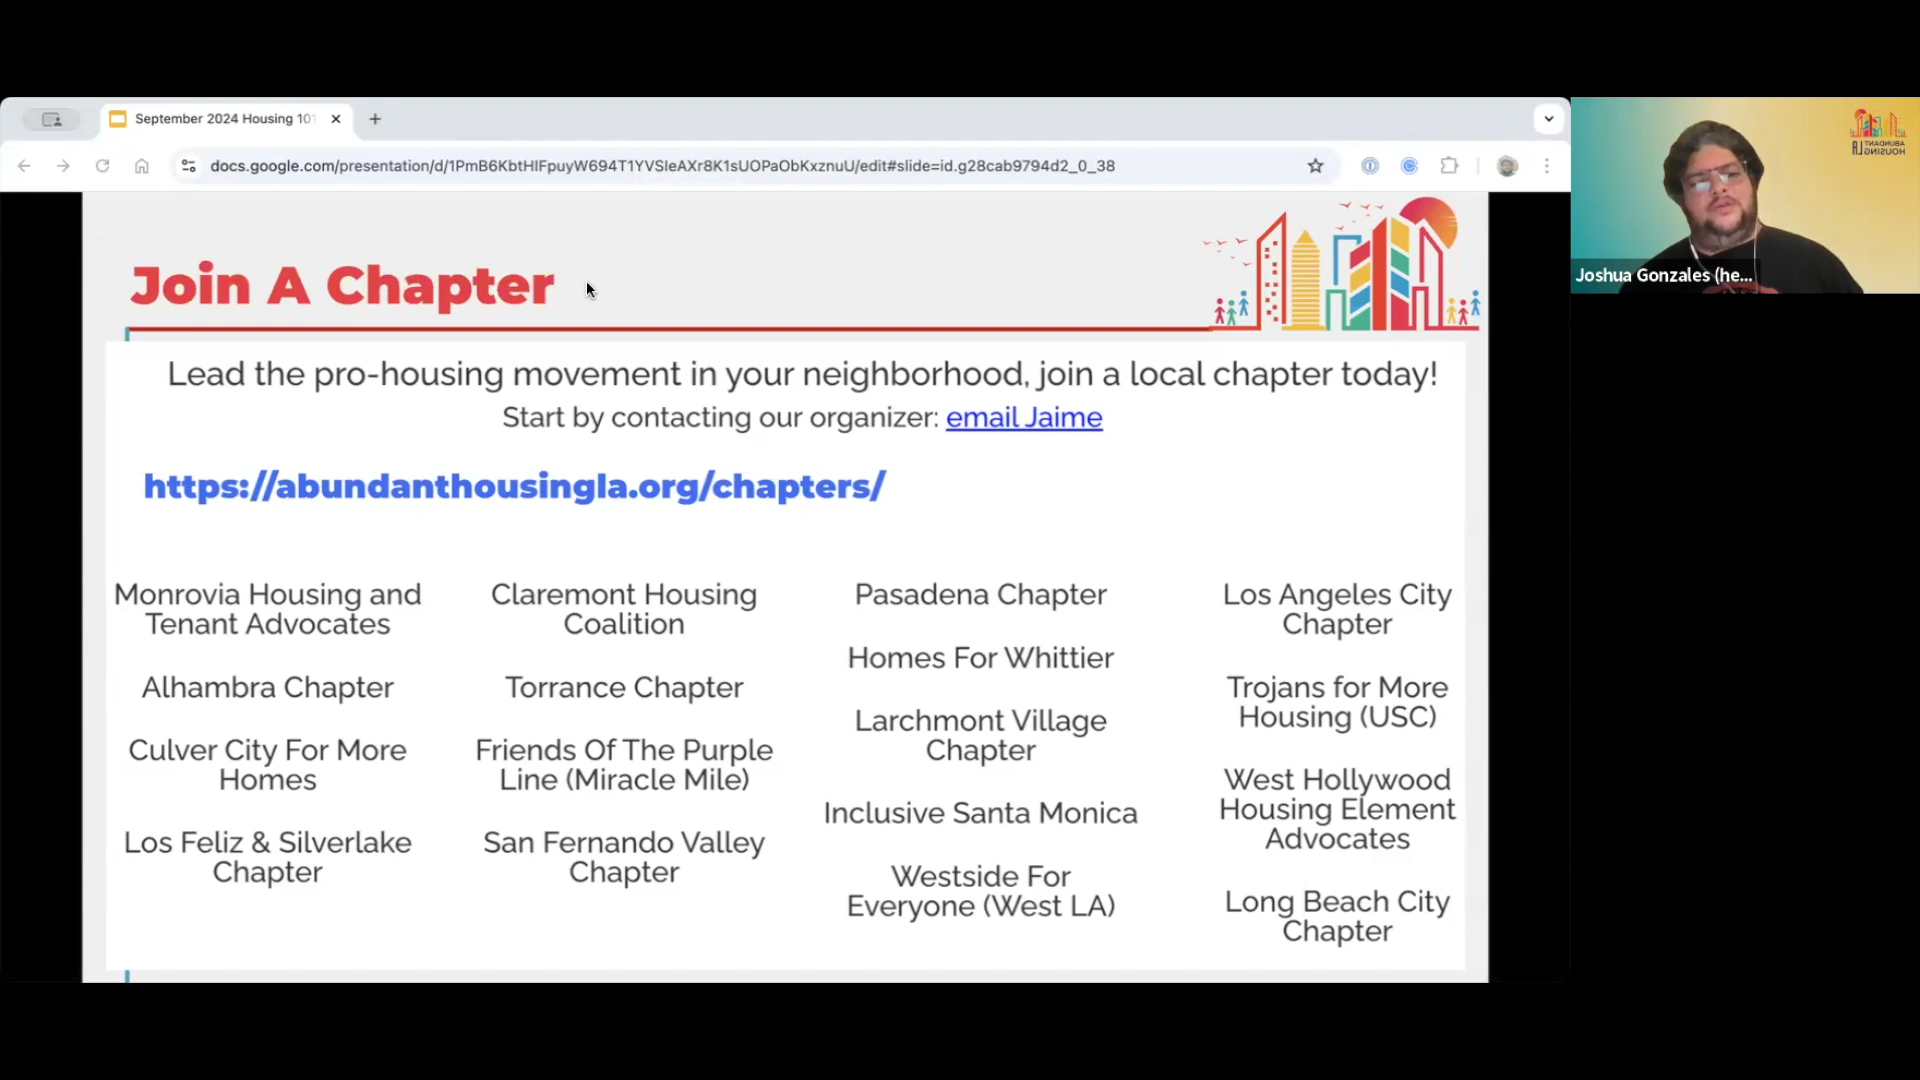 September 2024 Housing 101
docs.google.com/presentation/d/1PmB6KbtHIFpuyW694T1YVSleAXr8K1sUOPaObKxznuU/edit#slide=id.g28cab9794d2_0_38
ABUNDANT
HOUSING LA
Joshua Gonzales (he...
Join A Chapter
Lead the pro-housing movement in your neighborhood, join a local chapter today!
Start by contacting our organizer: email Jaime
https://abundanthousingla.org/chapters/
Monrovia Housing and
Tenant Advocates
Alhambra Chapter
Culver City For More
Homes
Los Feliz & Silverlake
Chapter
Claremont Housing
Coalition
Torrance Chapter
Friends Of The Purple
Line (Miracle Mile)
San Fernando Valley
Chapter
Pasadena Chapter
Homes For Whittier
Larchmont Village
Chapter
Inclusive Santa Monica
Westside For
Everyone (West LA)
Los Angeles City
Chapter
Trojans for More
Housing (USC)
West Hollywood
Housing Element
Advocates
Long Beach City
Chapter